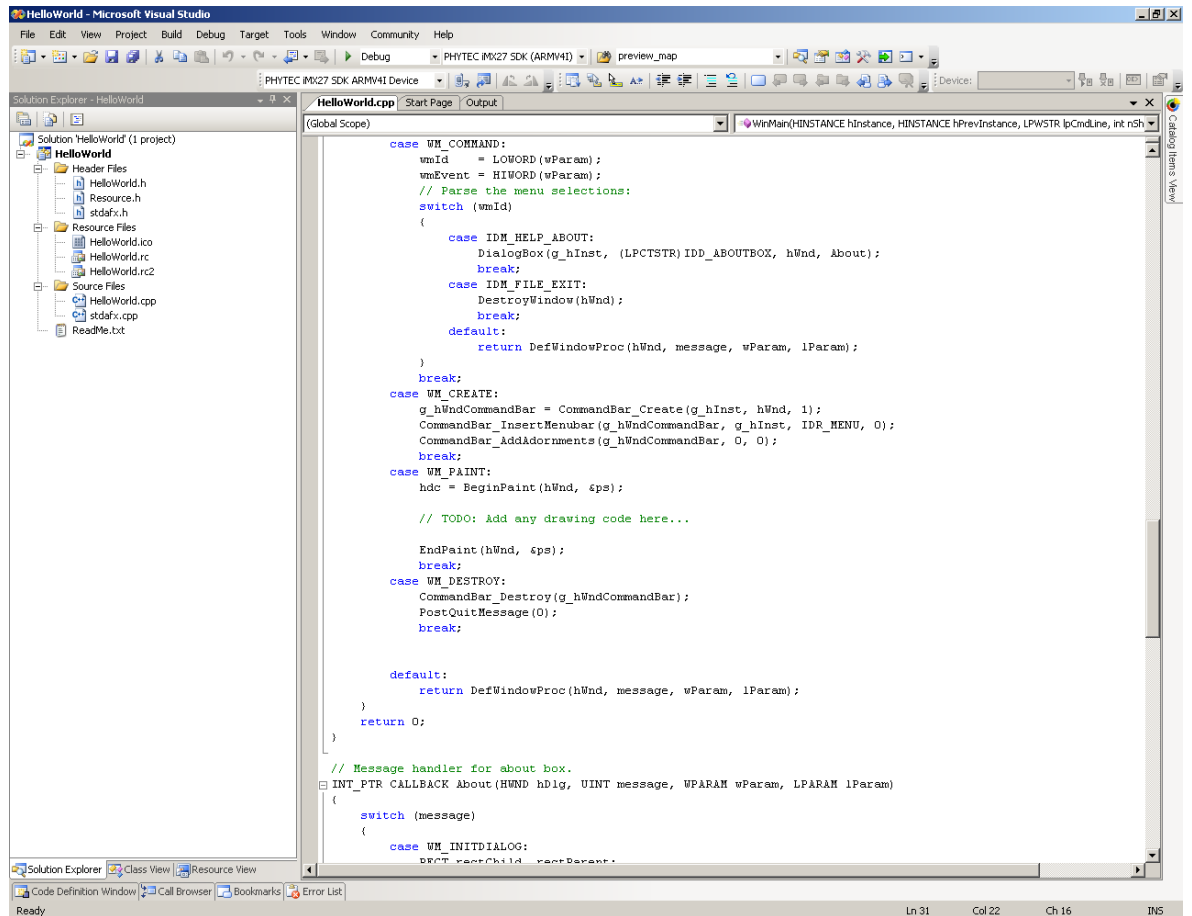 HelloWorld - Microsoft Visual Studio
File Edit View Project Build Debug Target Tools Window Community Help
Debug PHYTEC iMX27 SDK (ARMV4I) preview_map
PHYTEC iMX27 SDK ARMV4I Device Device:
Solution Explorer - HelloWorld
Solution 'HelloWorld' (1 project)
HelloWorld
Header Files
HelloWorld.h
Resource.h
stdafx.h
Resource Files
HelloWorld.ico
HelloWorld.rc
HelloWorld.rc2
Source Files
HelloWorld.cpp
stdafx.cpp
ReadMe.txt
Solution Explorer Class View Resource View
HelloWorld.cpp Start Page Output
(Global Scope) WinMain(HINSTANCE hInstance, HINSTANCE hPrevInstance, LPWSTR lpCmdLine, int nSh
case WM_COMMAND:
wmId = LOWORD(wParam);
wmEvent = HIWORD(wParam);
// Parse the menu selections:
switch (wmId)
{
case IDM_HELP_ABOUT:
DialogBox(g_hInst, (LPCTSTR)IDD_ABOUTBOX, hWnd, About);
break;
case IDM_FILE_EXIT:
DestroyWindow(hWnd);
break;
default:
return DefWindowProc(hWnd, message, wParam, lParam);
}
break;
case WM_CREATE:
g_hWndCommandBar = CommandBar_Create(g_hInst, hWnd, 1);
CommandBar_InsertMenubar(g_hWndCommandBar, g_hInst, IDR_MENU, 0);
CommandBar_AddAdornments(g_hWndCommandBar, 0, 0);
break;
case WM_PAINT:
hdc = BeginPaint(hWnd, &ps);
// TODO: Add any drawing code here...
EndPaint(hWnd, &ps);
break;
case WM_DESTROY:
CommandBar_Destroy(g_hWndCommandBar);
PostQuitMessage(0);
break;
default:
return DefWindowProc(hWnd, message, wParam, lParam);
}
return 0;
}
// Message handler for about box.
INT_PTR CALLBACK About(HWND hDlg, UINT message, WPARAM wParam, LPARAM lParam)
{
switch (message)
{
case WM_INITDIALOG:
RECT rectChild, rectParent;
Catalog Items View
Code Definition Window Call Browser Bookmarks Error List
Ready Ln 31 Col 22 Ch 16 INS